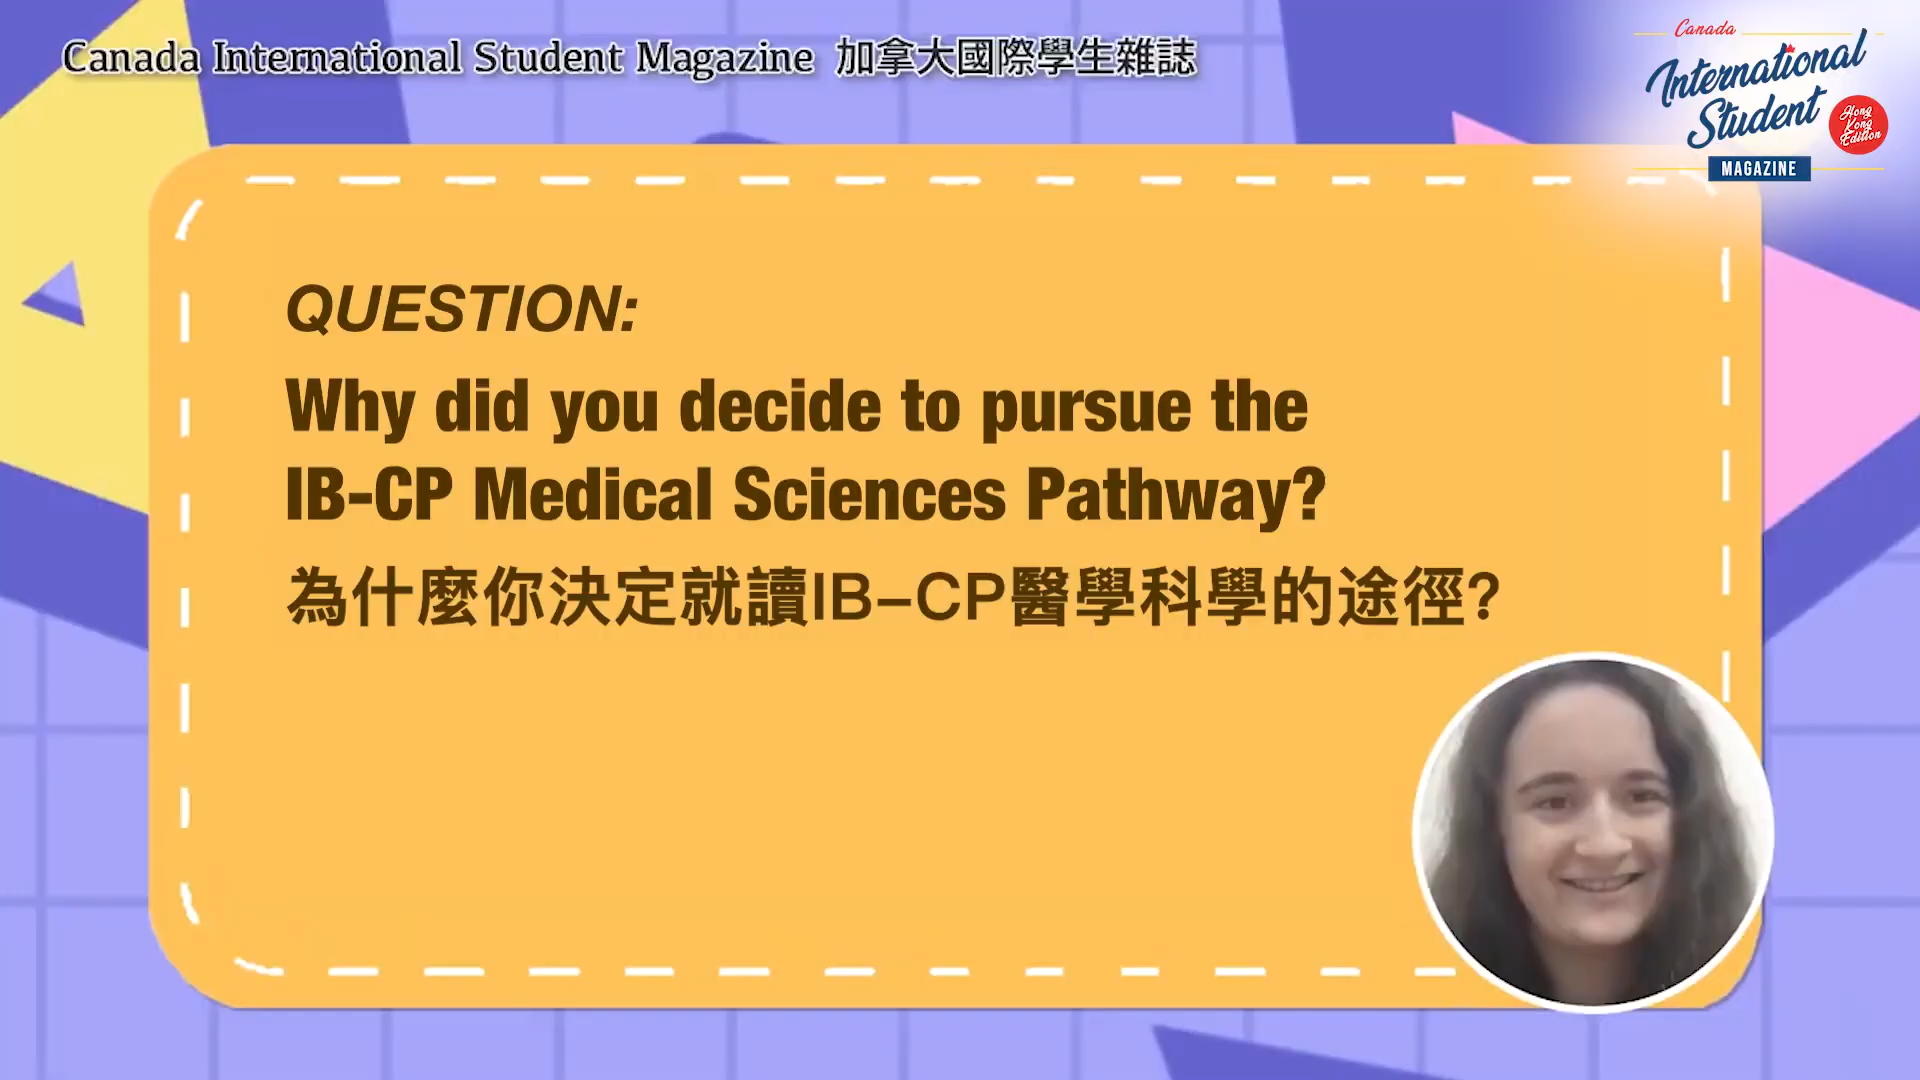 Canada International Student Magazine 加拿大國際學生雜誌
Canada
International
Student
Hong
Kong
Edition
MAGAZINE
QUESTION:
Why did you decide to pursue the
IB-CP Medical Sciences Pathway?
為什麼你決定就讀IB–CP醫學科學的途徑?